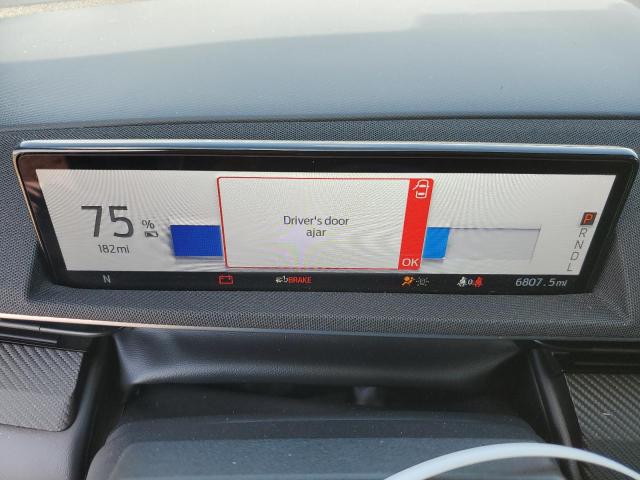 75 %
182mi
Driver's door
ajar
OK
P
R
N
D
L
N
BRAKE
6807.5mi